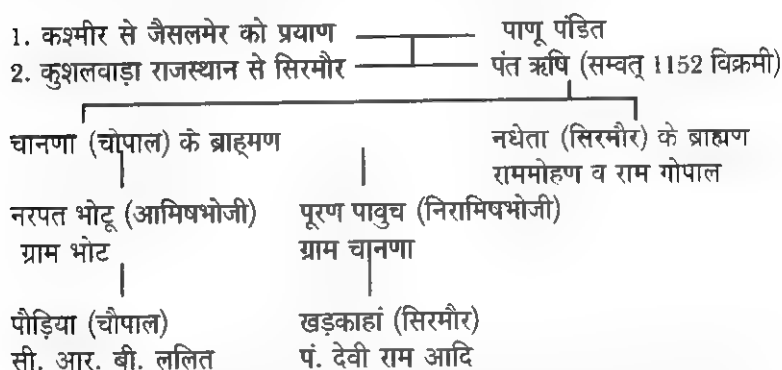 1. कश्मीर से जैसलमेर को प्रयाण पाणू पंडित
2. कुशलवाड़ा राजस्थान से सिरमौर पंत ऋषि (सम्वत् 1152 विक्रमी)
चानणा (चोपाल) के ब्राह्मण नधेता (सिरमौर) के ब्राह्मण
राममोहण व राम गोपाल
नरपत भोटू (आमिषभोजी) पूरण पावुच (निरामिषभोजी)
ग्राम भोट ग्राम चानणा
पौड़िया (चौपाल) खड़काहां (सिरमौर)
सी. आर. बी. ललित पं. देवी राम आदि